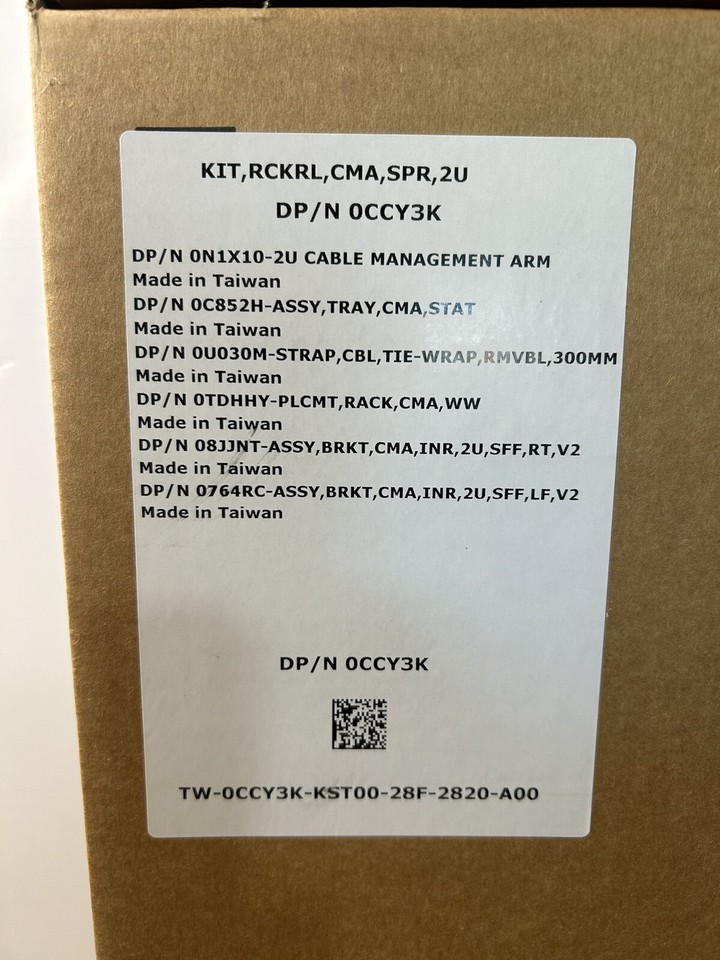 KIT,RCKRL,CMA,SPR,2U
DP/N 0CCY3K
DP/N 0N1X10-2U CABLE MANAGEMENT ARM
Made in Taiwan
DP/N 0C852H-ASSY,TRAY,CMA,STAT
Made in Taiwan
DP/N 0U030M-STRAP,CBL,TIE-WRAP,RMVBL,300MM
Made in Taiwan
DP/N 0TDHHY-PLCMT,RACK,CMA,WW
Made in Taiwan
DP/N 08JJNT-ASSY,BRKT,CMA,INR,2U,SFF,RT,V2
Made in Taiwan
DP/N 0764RC-ASSY,BRKT,CMA,INR,2U,SFF,LF,V2
Made in Taiwan
DP/N 0CCY3K
TW-0CCY3K-KST00-28F-2820-A00